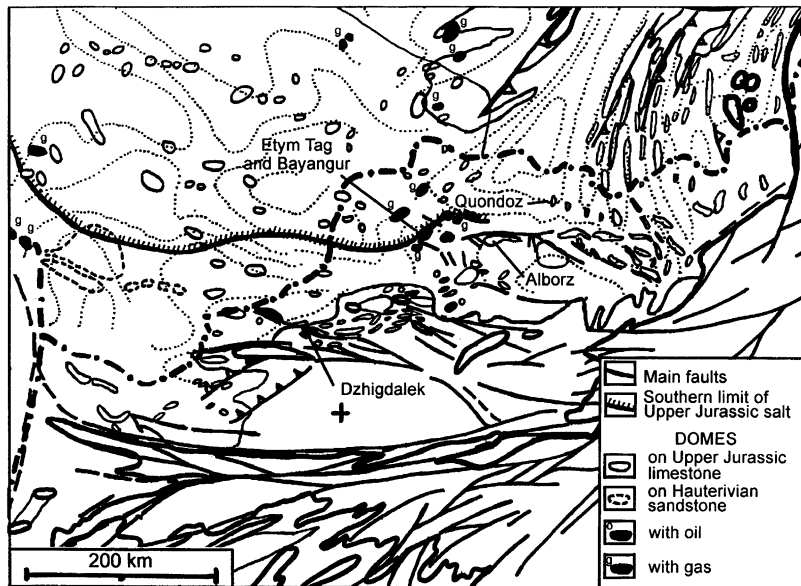 g
g
g
g
Etym Tag
and Bayangur
g
g
Quondoz
g
g
g
g
Alborz
Dzhigdalek
Main faults
Southern limit of
Upper Jurassic salt
DOMES
on Upper Jurassic
limestone
on Hauterivian
sandstone
o
with oil
g
with gas
200 km